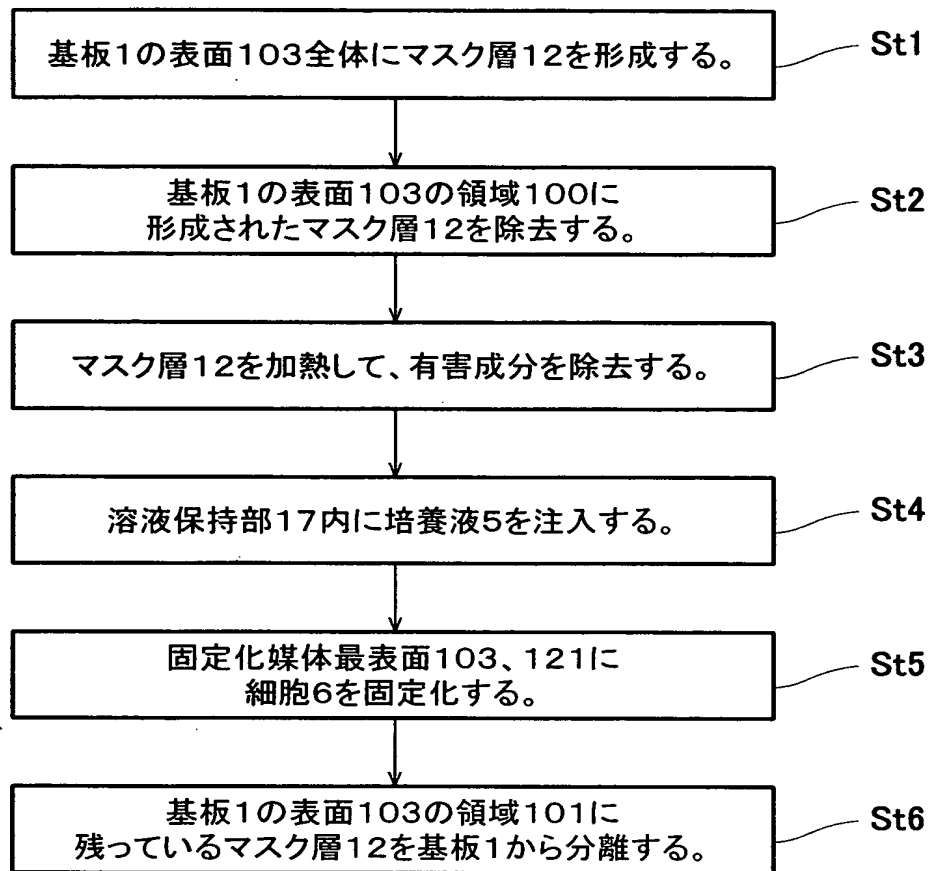 基板1の表面103全体にマスク層12を形成する。
St1
基板1の表面103の領域100に
形成されたマスク層12を除去する。
St2
マスク層12を加熱して、有害成分を除去する。
St3
溶液保持部17内に培養液5を注入する。
St4
固定化媒体最表面103、121に
細胞6を固定化する。
St5
基板1の表面103の領域101に
残っているマスク層12を基板1から分離する。
St6